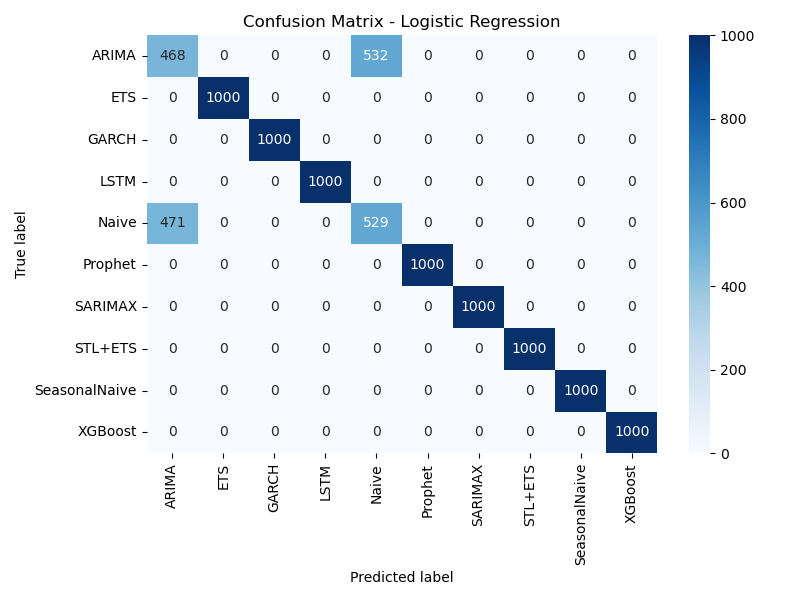 Confusion Matrix - Logistic Regression
True label
ARIMA 468 0 0 0 532 0 0 0 0 0
ETS 0 1000 0 0 0 0 0 0 0 0
GARCH 0 0 1000 0 0 0 0 0 0 0
LSTM 0 0 0 1000 0 0 0 0 0 0
Naive 471 0 0 0 529 0 0 0 0 0
Prophet 0 0 0 0 0 1000 0 0 0 0
SARIMAX 0 0 0 0 0 0 1000 0 0 0
STL+ETS 0 0 0 0 0 0 0 1000 0 0
SeasonalNaive 0 0 0 0 0 0 0 0 1000 0
XGBoost 0 0 0 0 0 0 0 0 0 1000
ARIMA ETS GARCH LSTM Naive Prophet SARIMAX STL+ETS SeasonalNaive XGBoost
Predicted label
1000
800
600
400
200
0